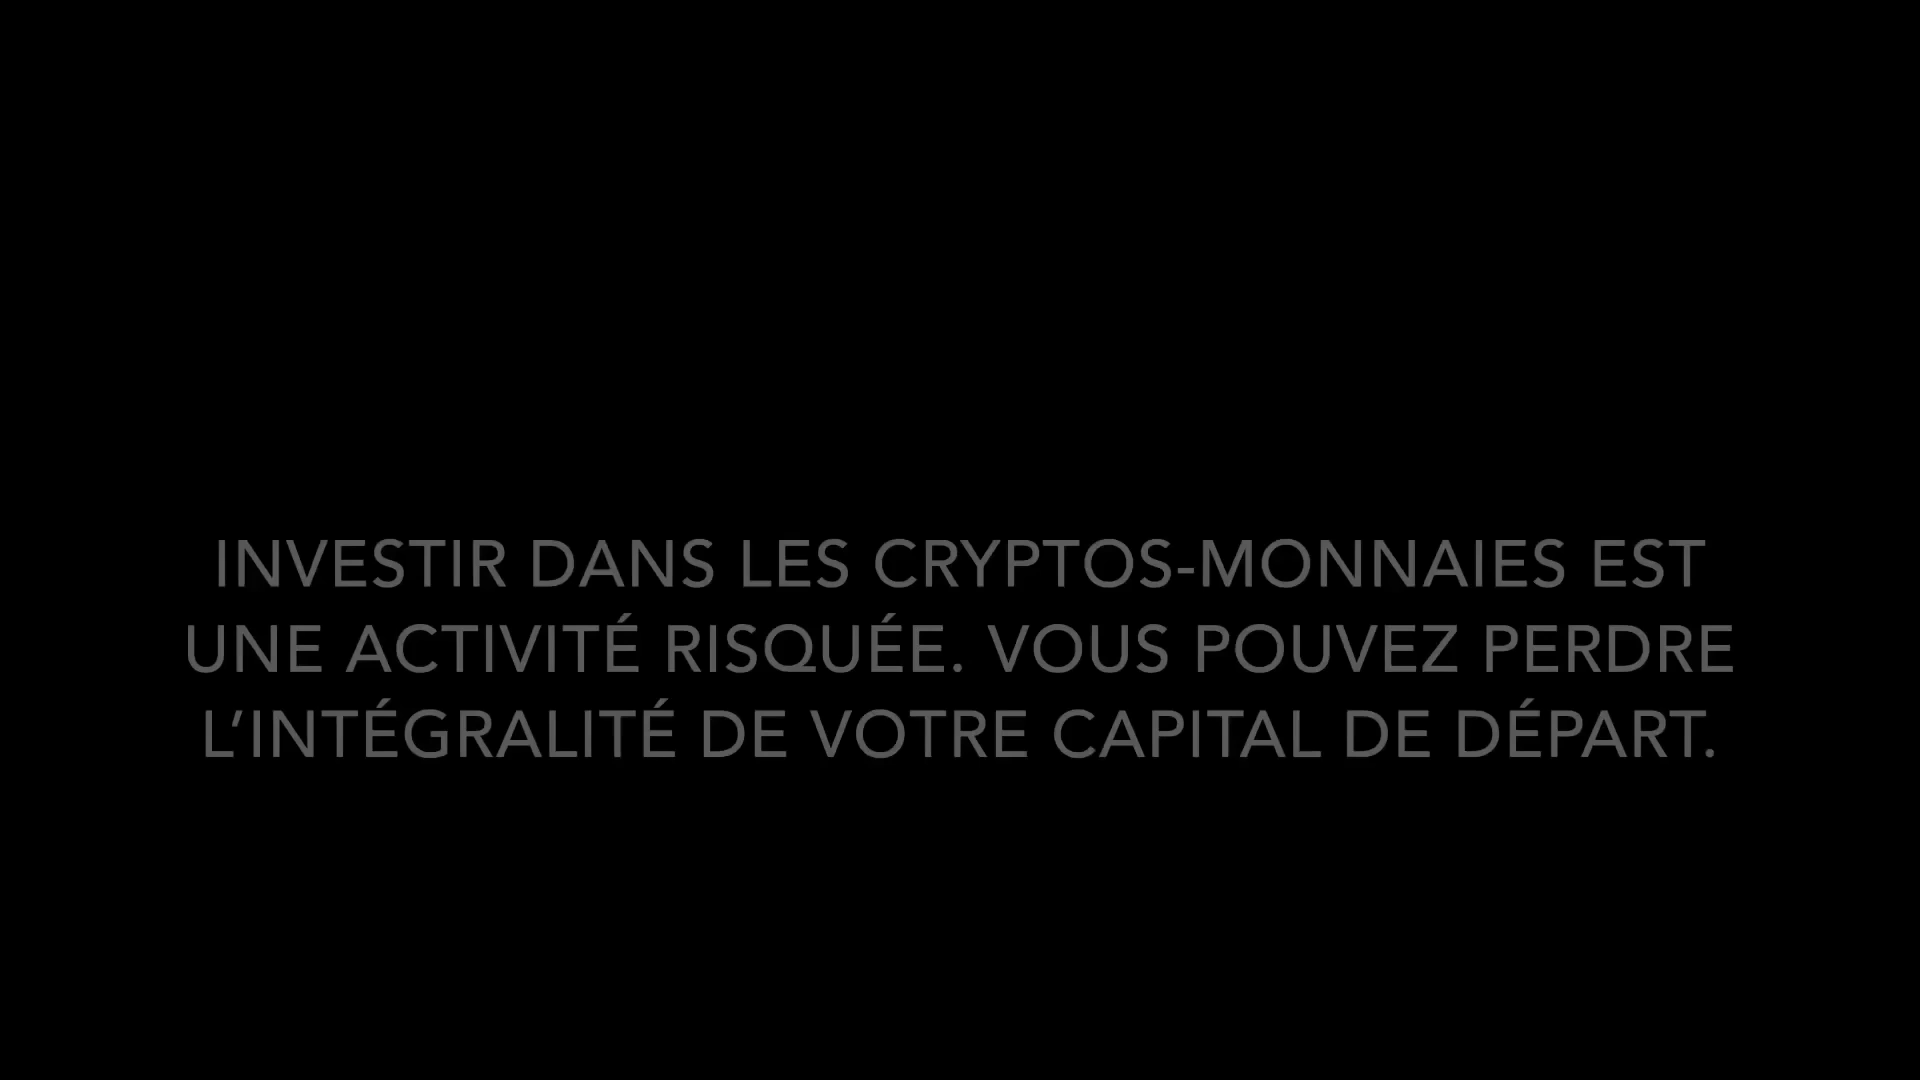 INVESTIR DANS LES CRYPTOS-MONNAIES EST
UNE ACTIVITÉ RISQUÉE. VOUS POUVEZ PERDRE
L’INTÉGRALITÉ DE VOTRE CAPITAL DE DÉPART.